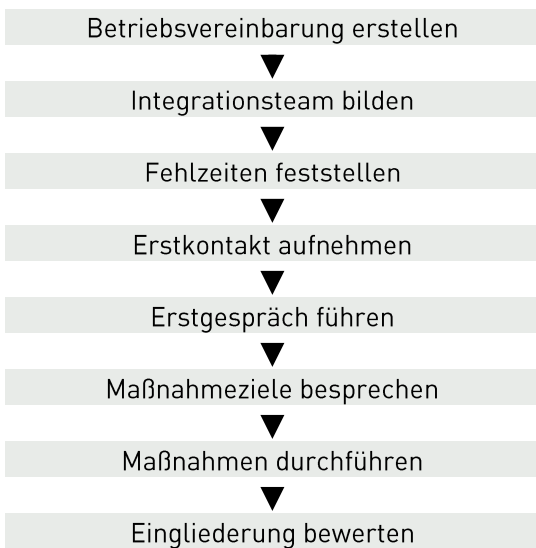 Betriebsvereinbarung erstellen
Integrationsteam bilden
Fehlzeiten feststellen
Erstkontakt aufnehmen
Erstgespräch führen
Maßnahmeziele besprechen
Maßnahmen durchführen
Eingliederung bewerten